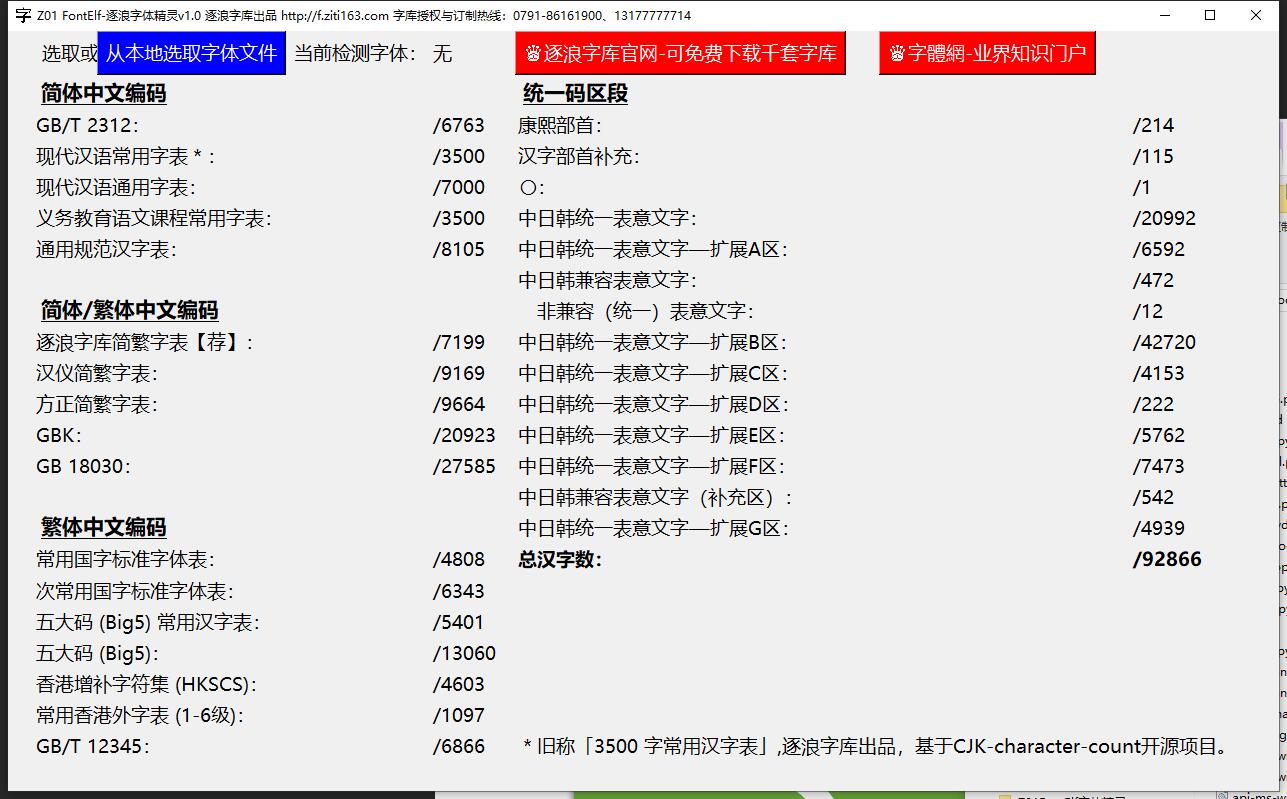 字 Z01 FontElf-逐浪字体精灵v1.0 逐浪字库出品 http://f.ziti163.com 字库授权与订制热线：0791-86161900、13177777714
选取或 从本地选取字体文件 当前检测字体： 无 逐浪字库官网-可免费下载千套字库 字體網-业界知识门户
简体中文编码
GB/T 2312： /6763
现代汉语常用字表 * ： /3500
现代汉语通用字表： /7000
义务教育语文课程常用字表： /3500
通用规范汉字表： /8105
简体/繁体中文编码
逐浪字库简繁字表【荐】： /7199
汉仪简繁字表： /9169
方正简繁字表： /9664
GBK： /20923
GB 18030： /27585
繁体中文编码
常用国字标准字体表： /4808
次常用国字标准字体表： /6343
五大码 (Big5) 常用汉字表： /5401
五大码 (Big5)： /13060
香港增补字符集 (HKSCS)： /4603
常用香港外字表 (1-6级)： /1097
GB/T 12345： /6866
统一码区段
康熙部首： /214
汉字部首补充： /115
〇： /1
中日韩统一表意文字： /20992
中日韩统一表意文字—扩展A区： /6592
中日韩兼容表意文字： /472
非兼容（统一）表意文字： /12
中日韩统一表意文字—扩展B区： /42720
中日韩统一表意文字—扩展C区： /4153
中日韩统一表意文字—扩展D区： /222
中日韩统一表意文字—扩展E区： /5762
中日韩统一表意文字—扩展F区： /7473
中日韩兼容表意文字（补充区）： /542
中日韩统一表意文字—扩展G区： /4939
总汉字数： /92866
* 旧称「3500 字常用汉字表」,逐浪字库出品，基于CJK-character-count开源项目。